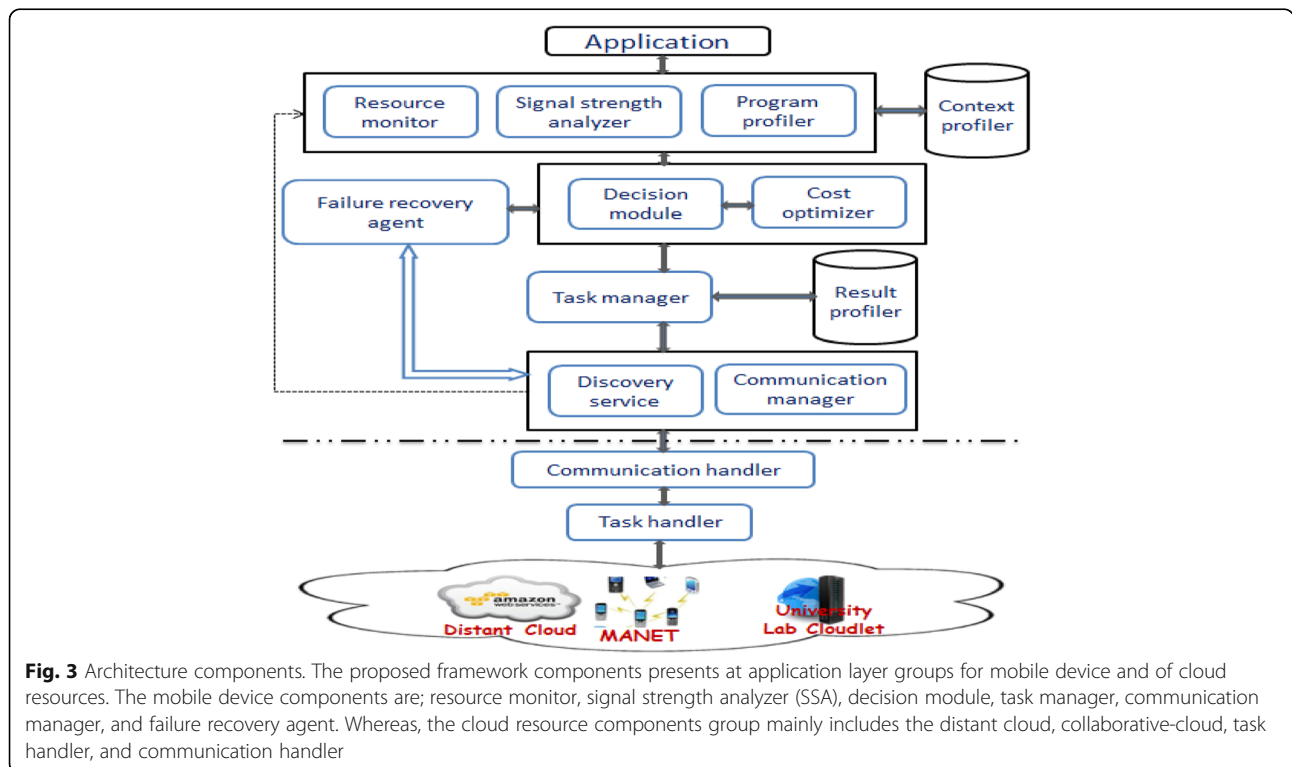 Application
Resource
monitor
Signal strength
analyzer
Program
profiler
Context
profiler
Failure recovery
agent
Decision
module
Cost
optimizer
Task manager
Result
profiler
Discovery
service
Communication
manager
Communication handler
Task handler
amazon
webservices™
Distant Cloud
MANET
University
Lab Cloudlet
Fig. 3 Architecture components. The proposed framework components presents at application layer groups for mobile device and of cloud
resources. The mobile device components are; resource monitor, signal strength analyzer (SSA), decision module, task manager, communication
manager, and failure recovery agent. Whereas, the cloud resource components group mainly includes the distant cloud, collaborative-cloud, task
handler, and communication handler